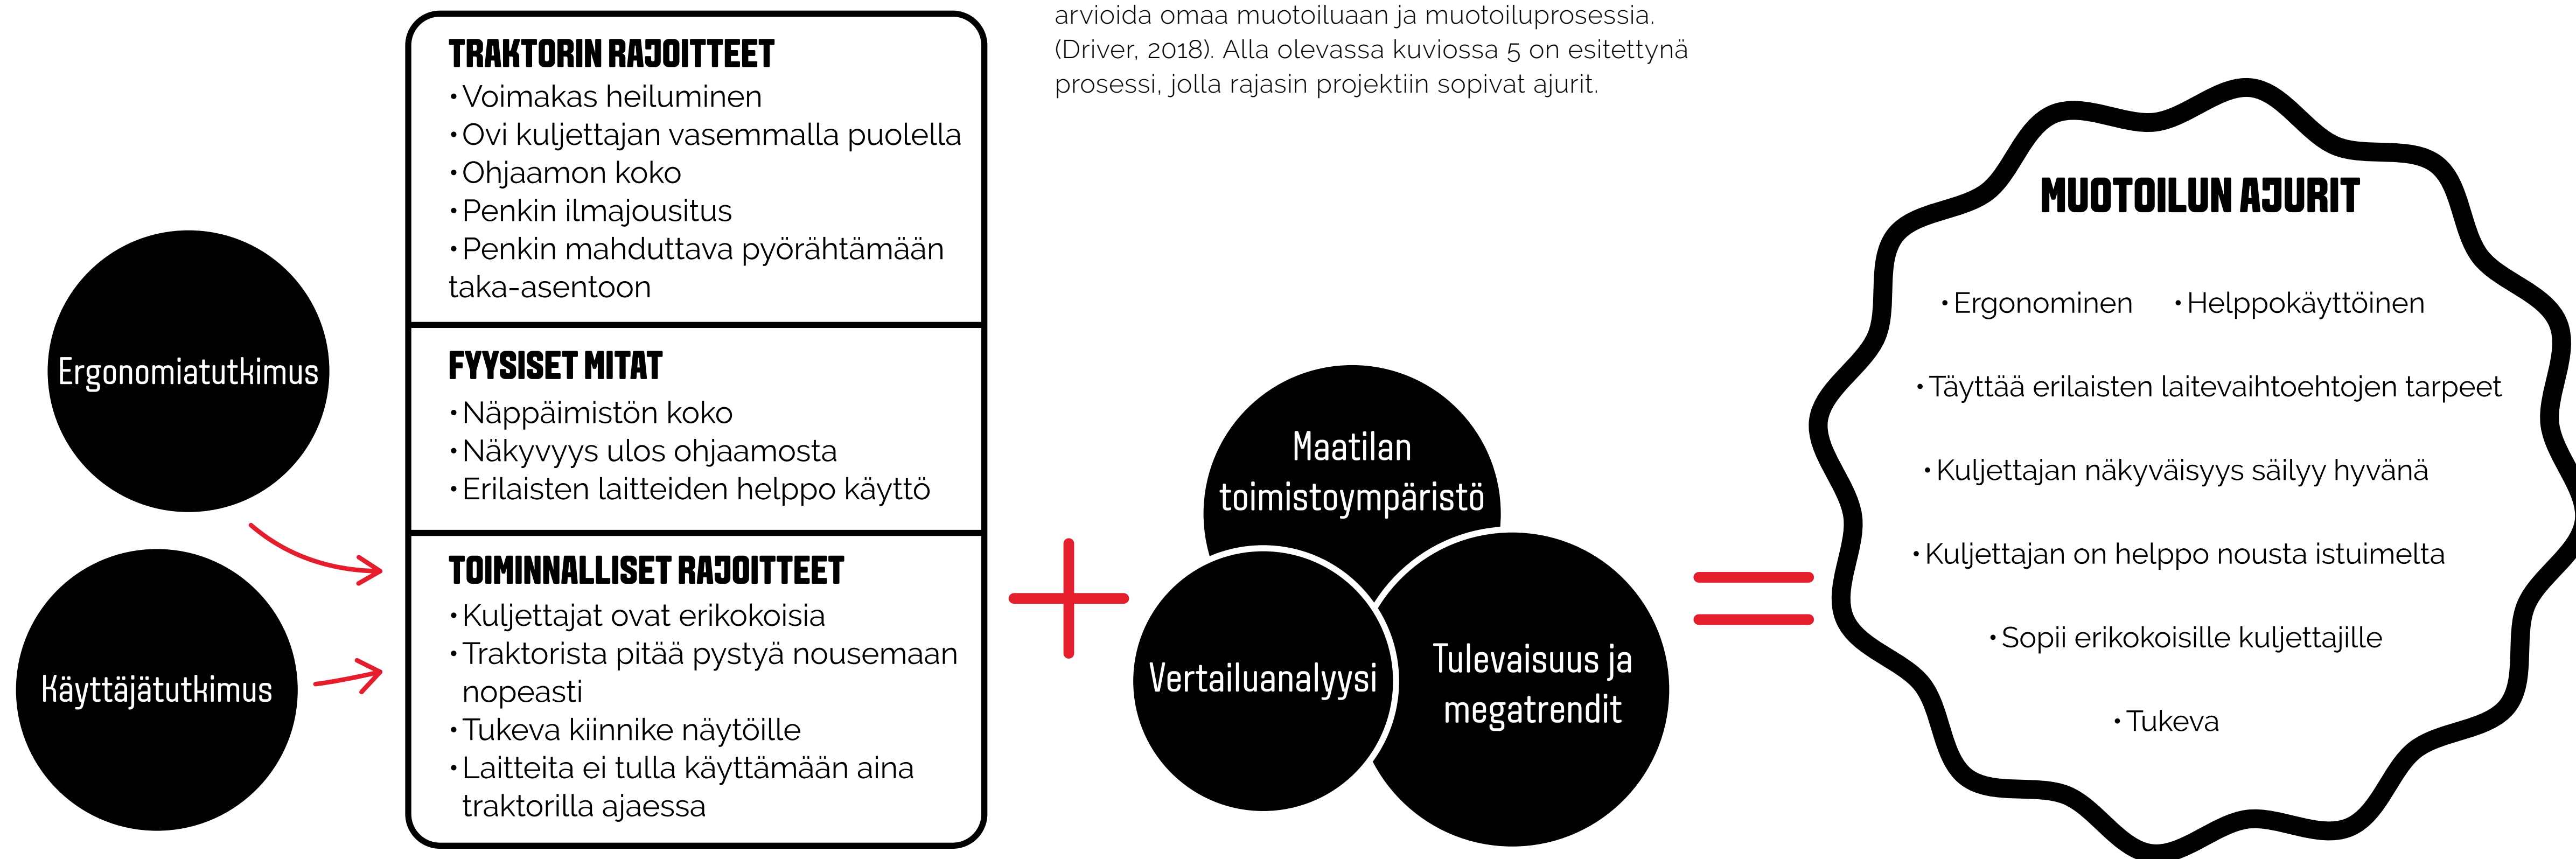 arvioida omaa muotoiluaan ja muotoiluprosessia.
(Driver, 2018). Alla olevassa kuviossa 5 on esitettynä
prosessi, jolla rajasin projektiin sopivat ajurit.
Ergonomiatutkimus
Käyttäjätutkimus
TRAKTORIN RAJOITTEET
•Voimakas heiluminen
•Ovi kuljettajan vasemmalla puolella
•Ohjaamon koko
•Penkin ilmajousitus
•Penkin mahduttava pyörähtämään
taka-asentoon
FYYSISET MITAT
•Näppäimistön koko
•Näkyvyys ulos ohjaamosta
•Erilaisten laitteiden helppo käyttö
TOIMINNALLISET RAJOITTEET
•Kuljettajat ovat erikokoisia
•Traktorista pitää pystyä nousemaan
nopeasti
•Tukeva kiinnike näytöille
•Laitteita ei tulla käyttämään aina
traktorilla ajaessa
Maatilan
toimistoympäristö
Vertailuanalyysi
Tulevaisuus ja
megatrendit
MUOTOILUN AJURIT
•Ergonominen •Helppokäyttöinen
•Täyttää erilaisten laitevaihtoehtojen tarpeet
•Kuljettajan näkyväisyys säilyy hyvänä
•Kuljettajan on helppo nousta istuimelta
•Sopii erikokoisille kuljettajille
•Tukeva